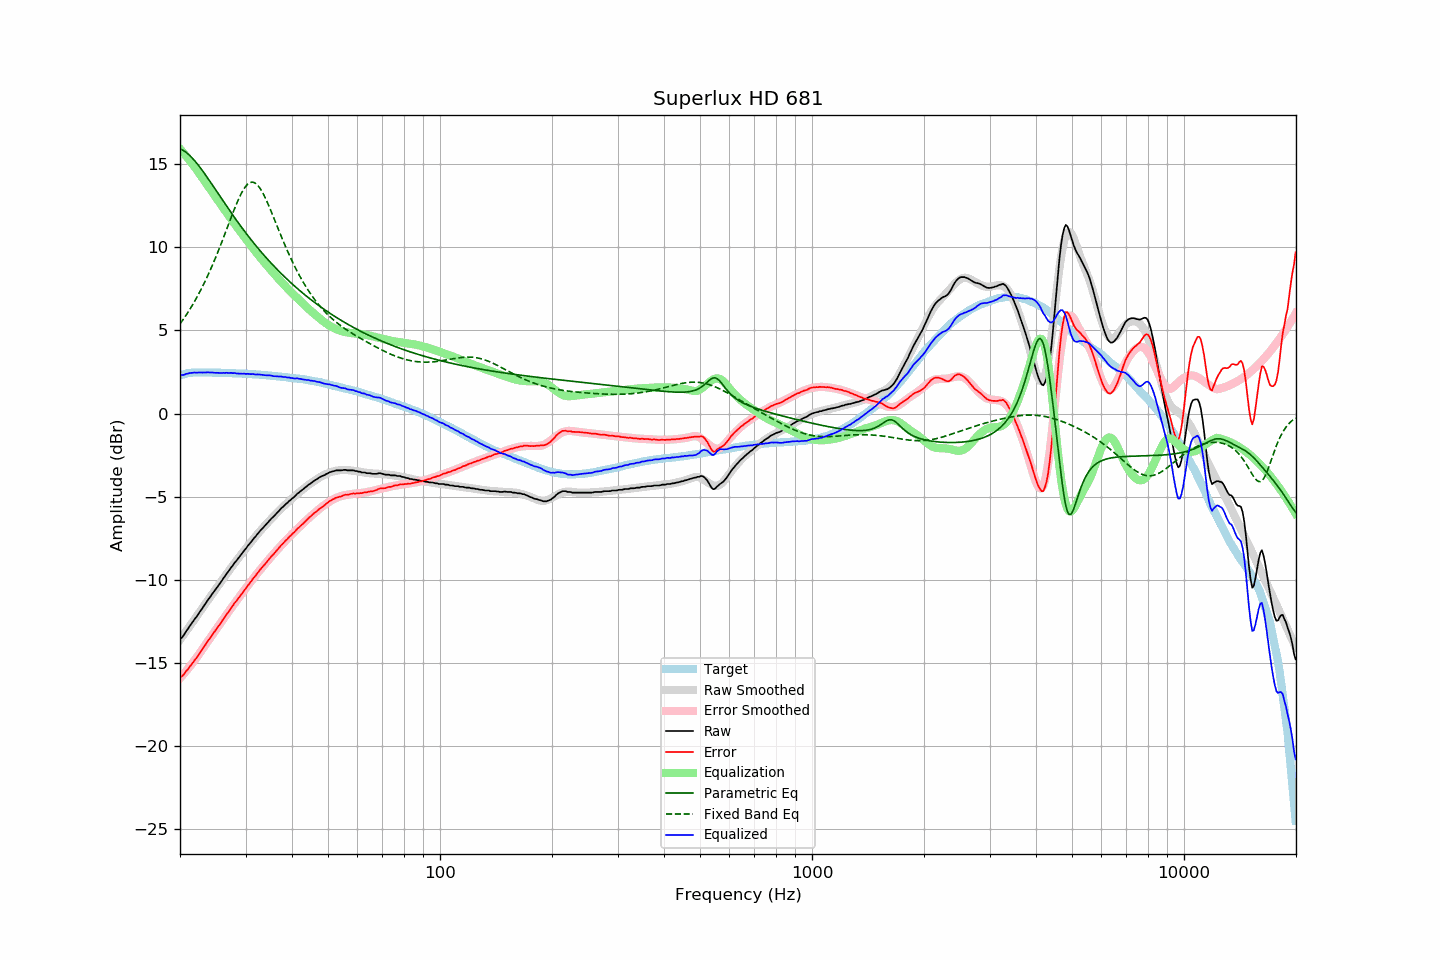 Superlux HD 681
Amplitude (dBr)
15
10
5
0
−5
−10
−15
−20
−25
Target
Raw Smoothed
Error Smoothed
Raw
Error
Equalization
Parametric Eq
Fixed Band Eq
Equalized
100 1000 10000
Frequency (Hz)